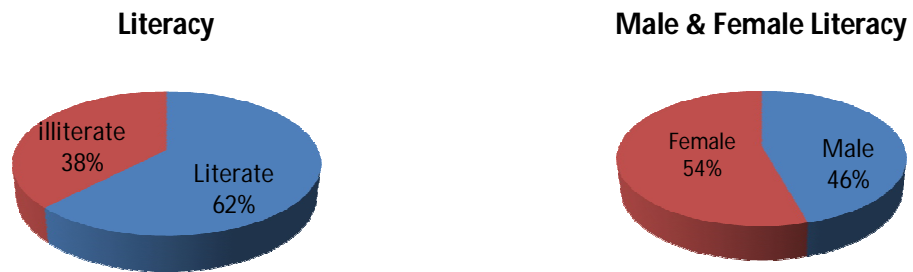 Literacy
illiterate
38%
Literate
62%
Male & Female Literacy
Female
54%
Male
46%